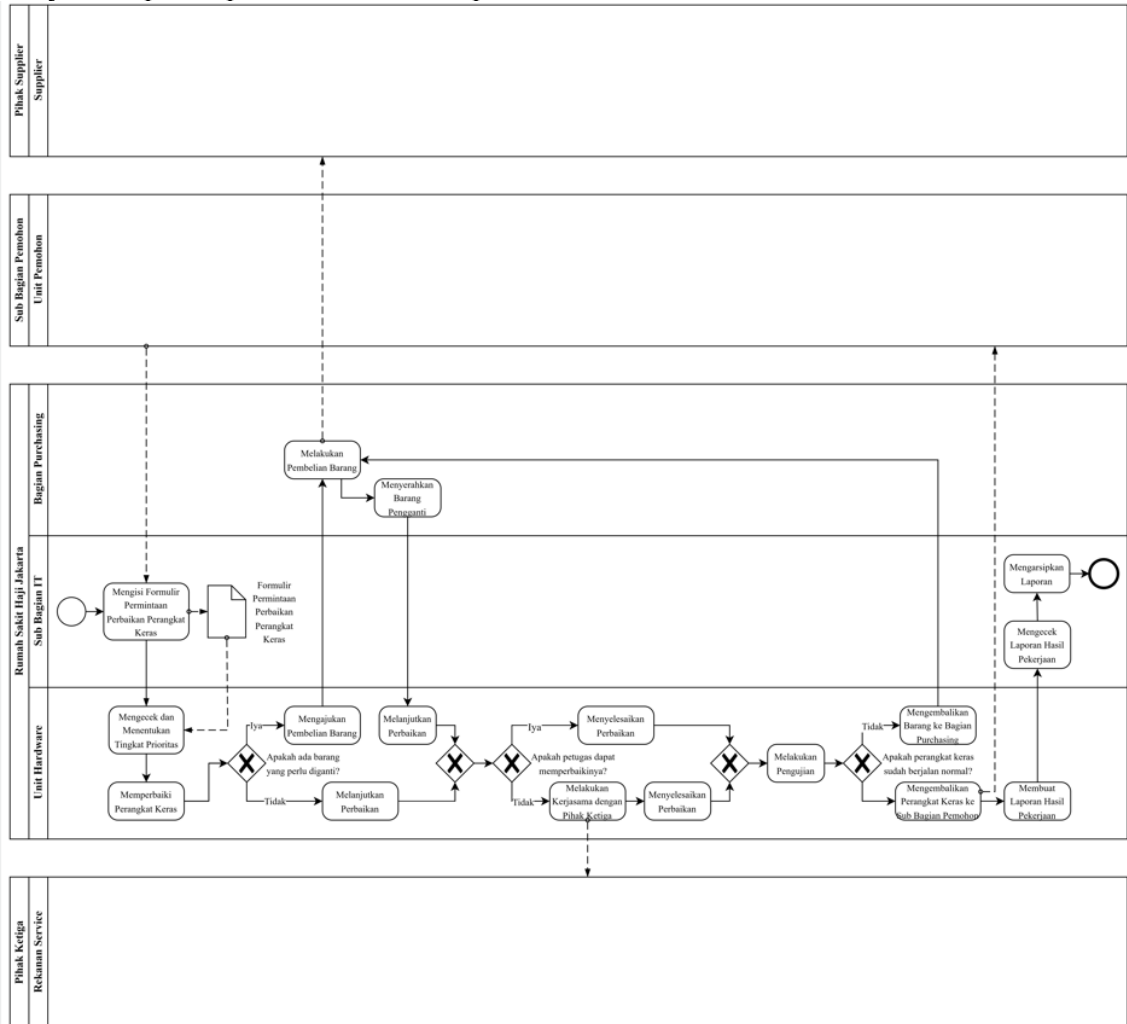 Pihak Supplier
Supplier
Sub Bagian Pemohon
Unit Pemohon
Rumah Sakit Haji Jakarta
Bagian Purchasing
Melakukan
Pembelian Barang
Menyerahkan
Barang
Pengganti
Sub Bagian IT
Mengisi Formulir
Permintaan
Perbaikan Perangkat
Keras
Formulir
Permintaan
Perbaikan
Perangkat
Keras
Mengarsipkan
Laporan
Mengecek
Laporan Hasil
Pekerjaan
Unit Hardware
Mengecek dan
Menentukan
Tingkat Prioritas
Memperbaiki
Perangkat Keras
Iya
Apakah ada barang
yang perlu diganti?
Tidak
Mengajukan
Pembelian Barang
Melanjutkan
Perbaikan
Melanjutkan
Perbaikan
Iya
Apakah petugas dapat
memperbaikinya?
Tidak
Menyelesaikan
Perbaikan
Melakukan
Kerjasama dengan
Pihak Ketiga
Menyelesaikan
Perbaikan
Melakukan
Pengujian
Tidak
Apakah perangkat keras
sudah berjalan normal?
Mengembalikan
Barang ke Bagian
Purchasing
Mengembalikan
Perangkat Keras ke
Sub Bagian Pemohon
Membuat
Laporan Hasil
Pekerjaan
Pihak Ketiga
Rekanan Service